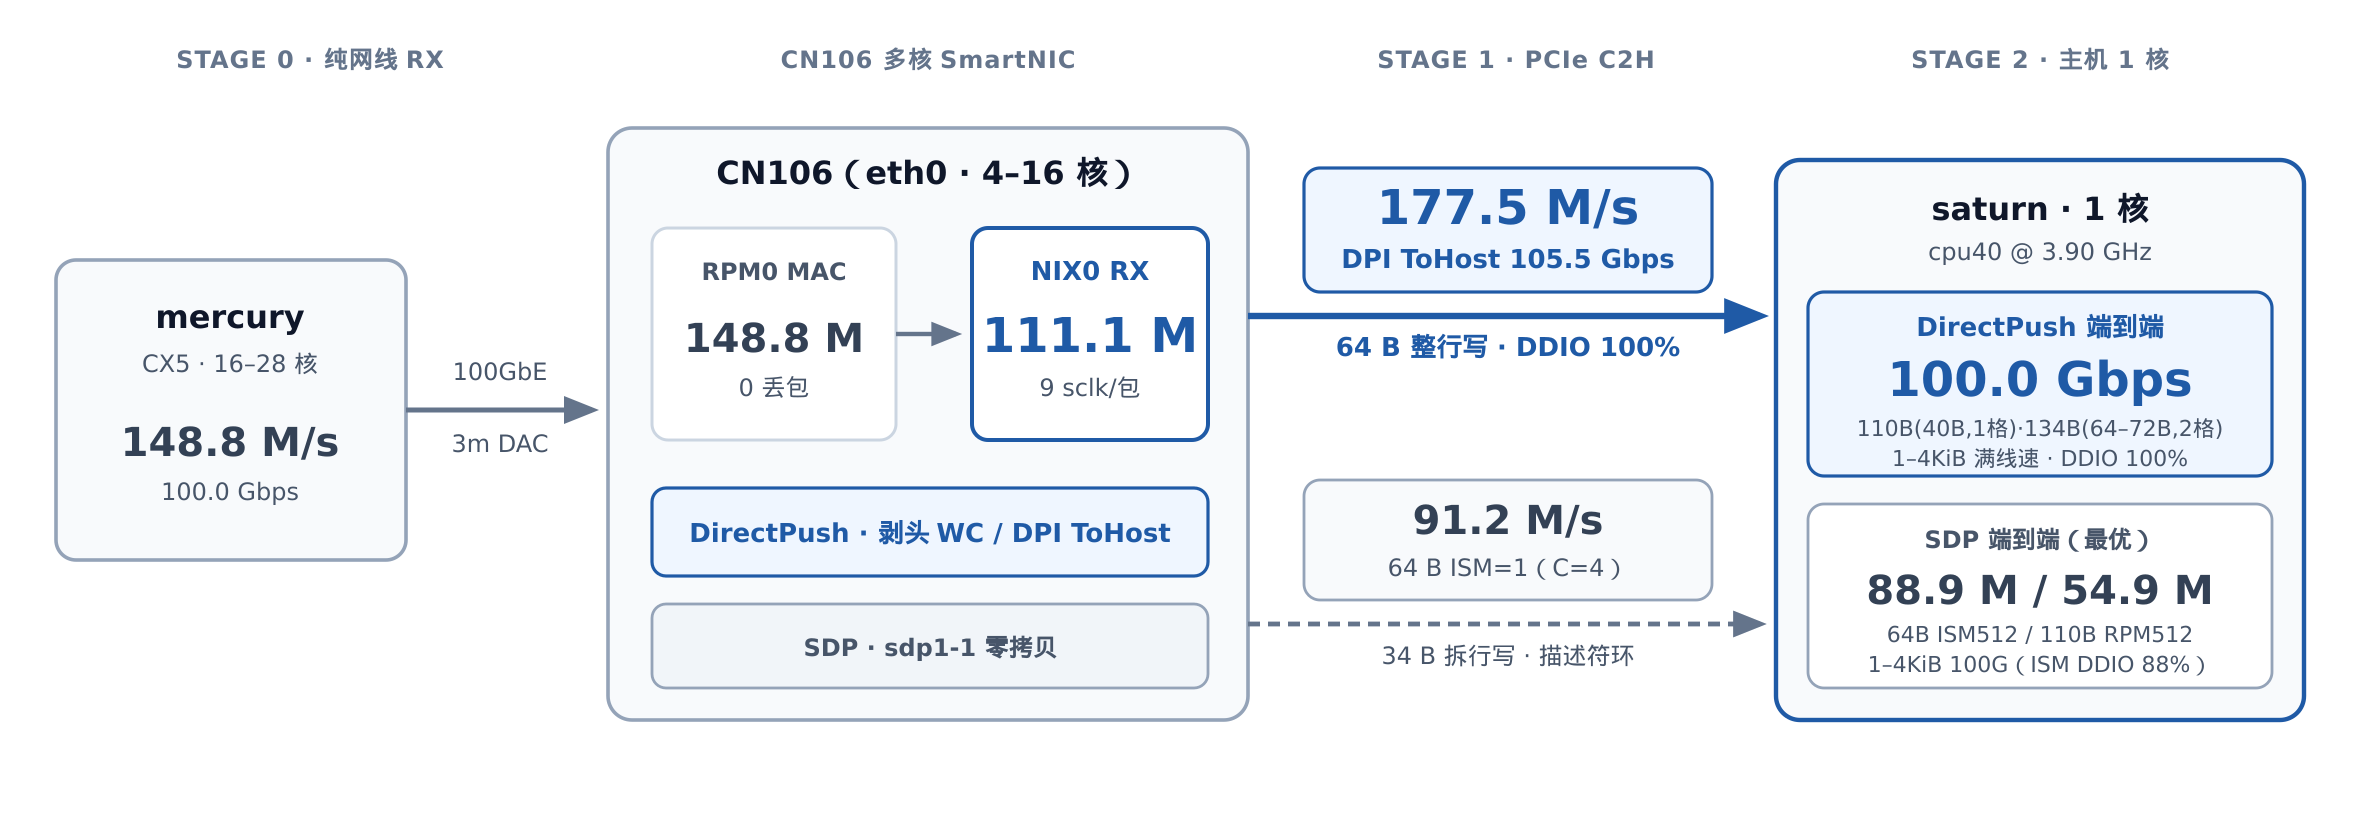 STAGE 0 · 纯网线 RX
CN106 多核 SmartNIC
STAGE 1 · PCIe C2H
STAGE 2 · 主机 1 核
mercury
CX5 · 16–28 核
148.8 M/s
100.0 Gbps
100GbE
3m DAC
CN106（eth0 · 4–16 核）
RPM0 MAC
148.8 M
0 丢包
NIX0 RX
111.1 M
9 sclk/包
DirectPush · 剥头 WC / DPI ToHost
SDP · sdp1-1 零拷贝
177.5 M/s
DPI ToHost 105.5 Gbps
64 B 整行写 · DDIO 100%
91.2 M/s
64 B ISM=1（C=4）
34 B 拆行写 · 描述符环
saturn · 1 核
cpu40 @ 3.90 GHz
DirectPush 端到端
100.0 Gbps
110B(40B,1格)·134B(64–72B,2格)
1–4KiB 满线速 · DDIO 100%
SDP 端到端（最优）
88.9 M / 54.9 M
64B ISM512 / 110B RPM512
1–4KiB 100G（ISM DDIO 88%）